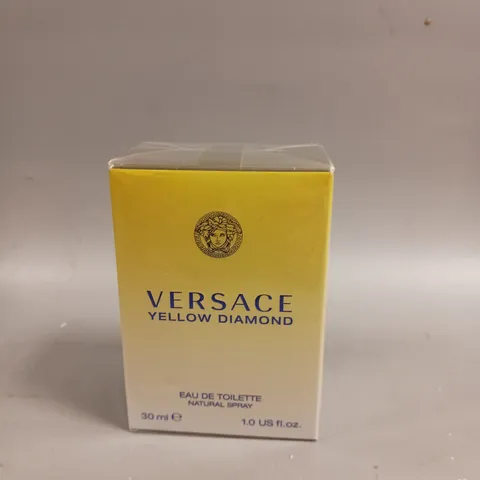 VERSACE
YELLOW DIAMOND
EAU DE TOILETTE
NATURAL SPRAY
30 ml ℮ 1.0 US fl.oz.